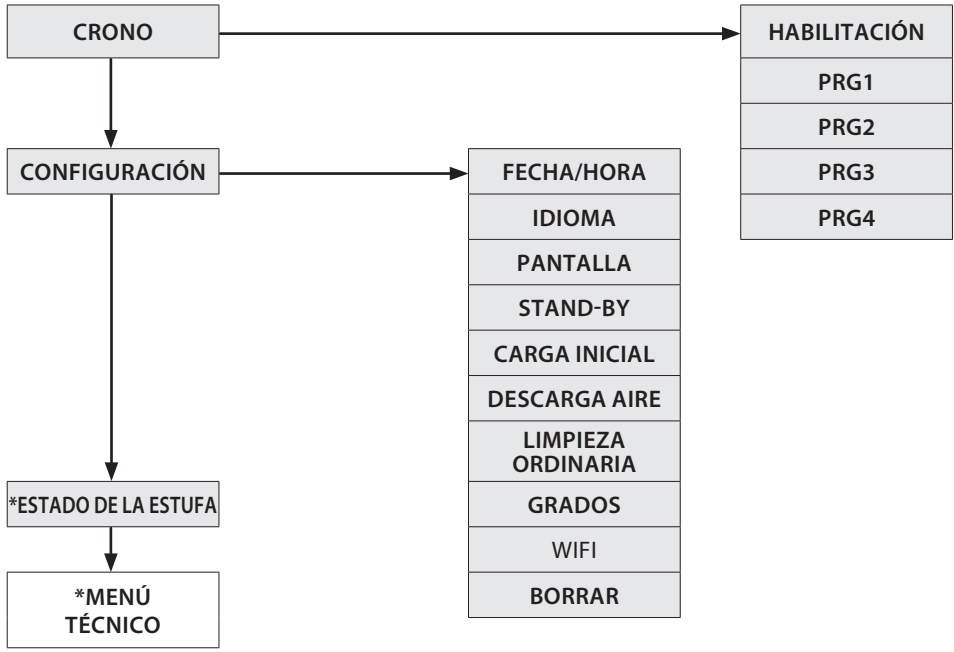 CRONO
HABILITACIÓN
PRG1
PRG2
PRG3
PRG4
CONFIGURACIÓN
FECHA/HORA
IDIOMA
PANTALLA
STAND-BY
CARGA INICIAL
DESCARGA AIRE
LIMPIEZA
ORDINARIA
GRADOS
WIFI
BORRAR
*ESTADO DE LA ESTUFA
*MENÚ
TÉCNICO